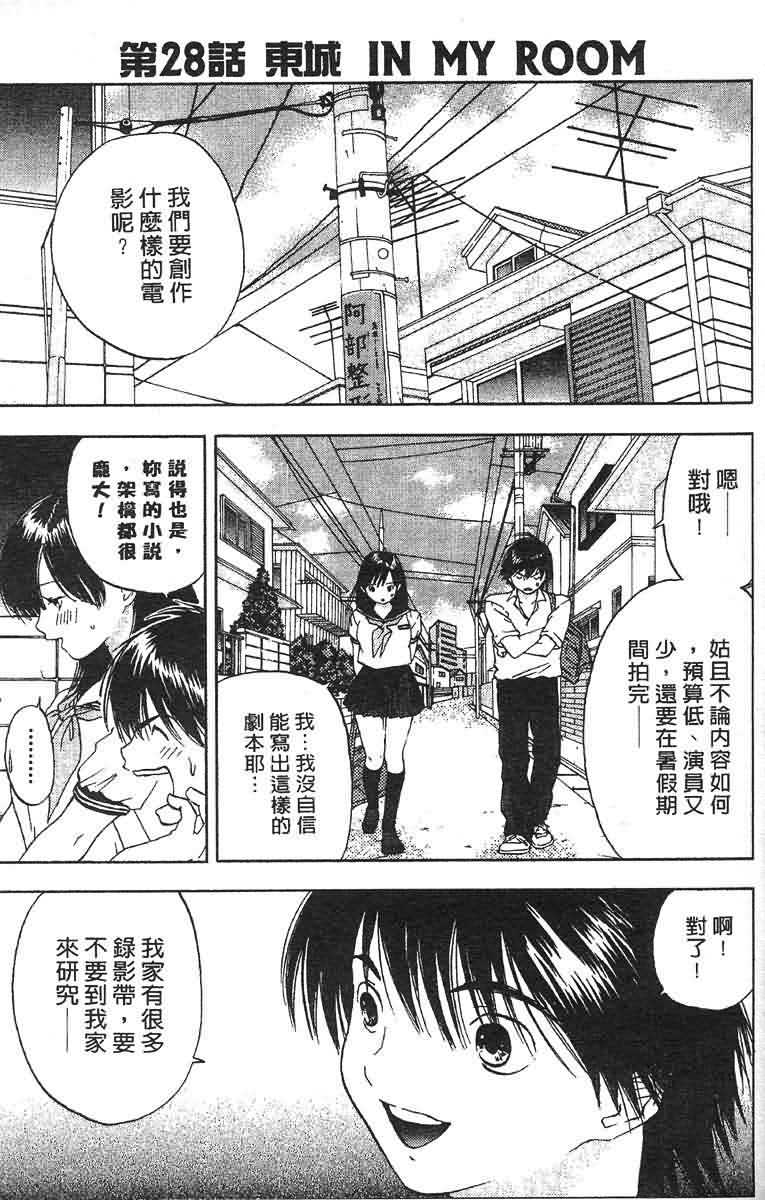 第28話 東城 IN MY ROOM
我們要創作
什麼樣的電
影呢？
阿部整
嗯—
對哦！
姑且不論內容如何
，預算低、演員又
少，還要在暑假期
間拍完—
我…我沒自信
能寫出這樣的
劇本耶…
說得也是，
妳寫的小說
，架構都很
龐大！
………
啊！
對了！
我家有很多
錄影帶，要
不要到我家
來研究—